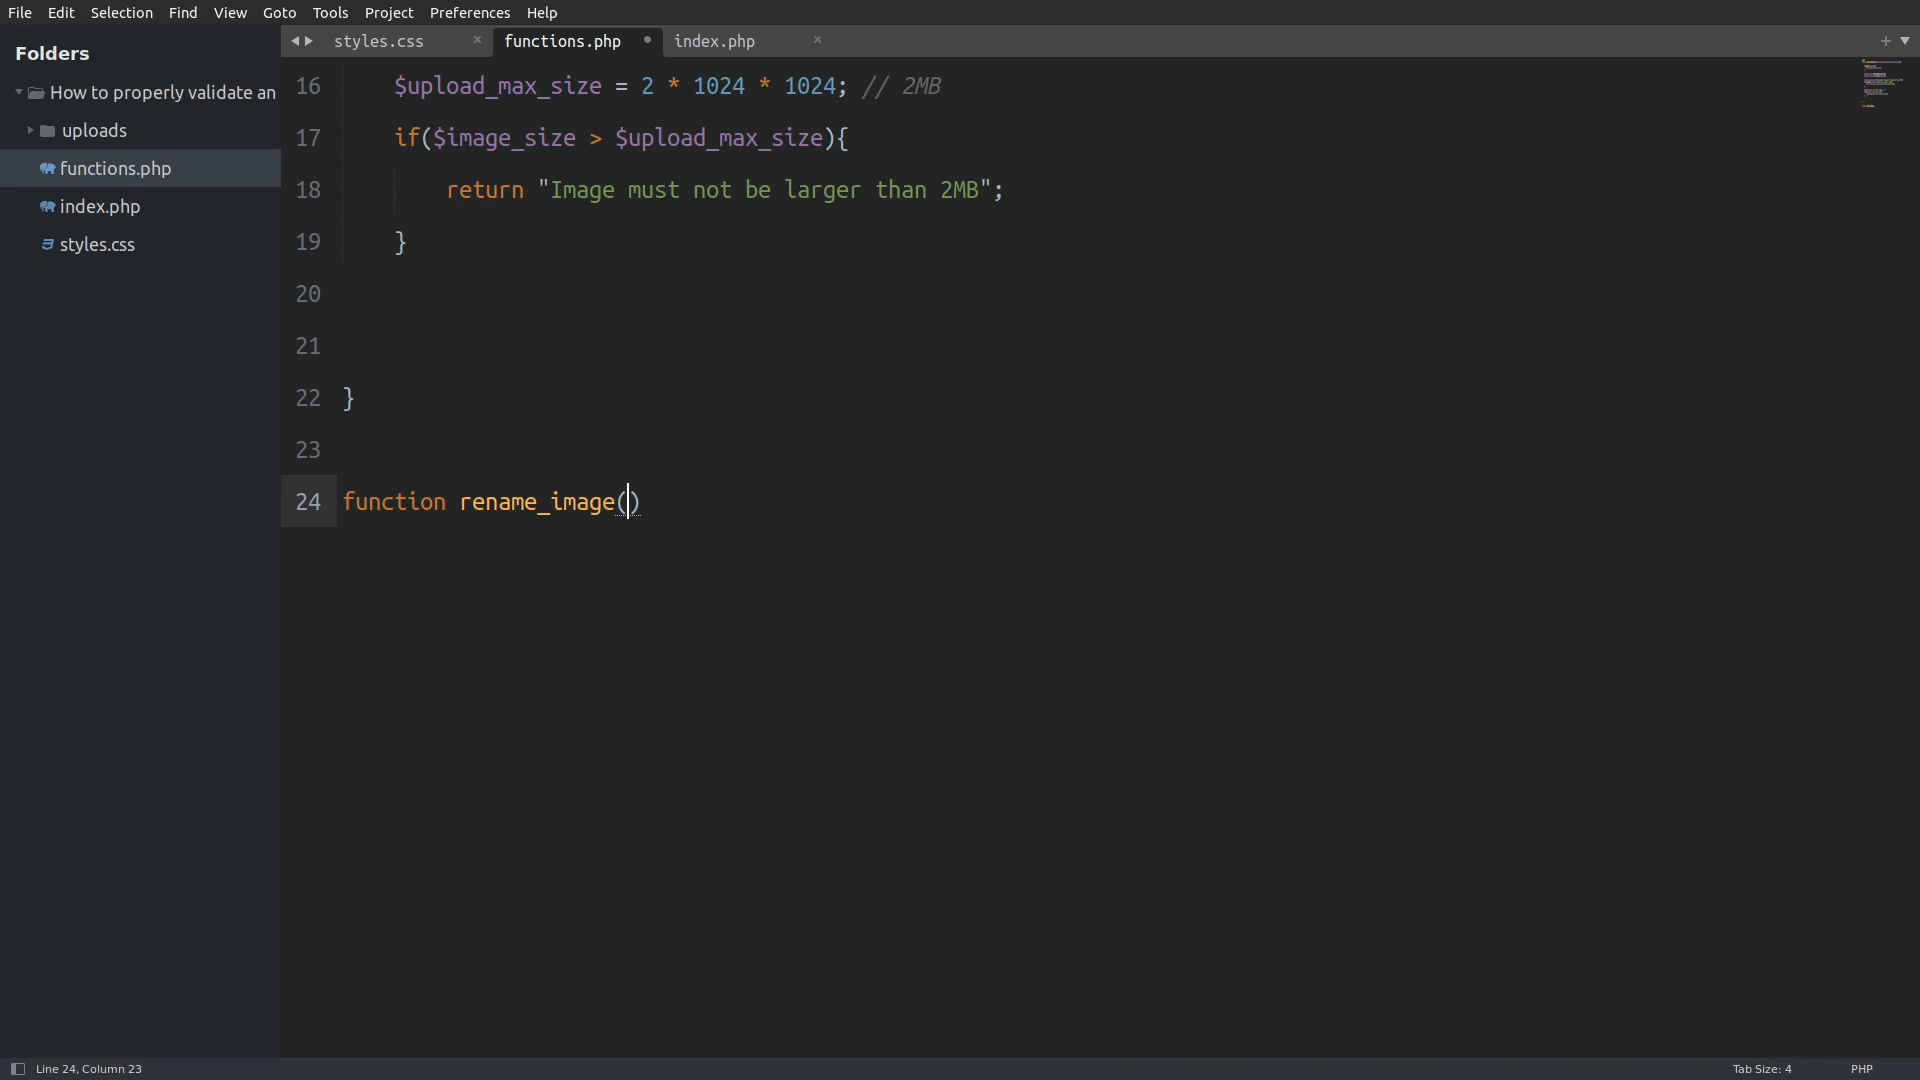 File Edit Selection Find View Goto Tools Project Preferences Help
Folders
How to properly validate an
uploads
functions.php
index.php
styles.css
styles.css × functions.php index.php ×
16 $upload_max_size = 2 * 1024 * 1024; // 2MB
17 if($image_size > $upload_max_size){
18 return "Image must not be larger than 2MB";
19 }
20
21
22 }
23
24 function rename_image()
Line 24, Column 23
Tab Size: 4 PHP